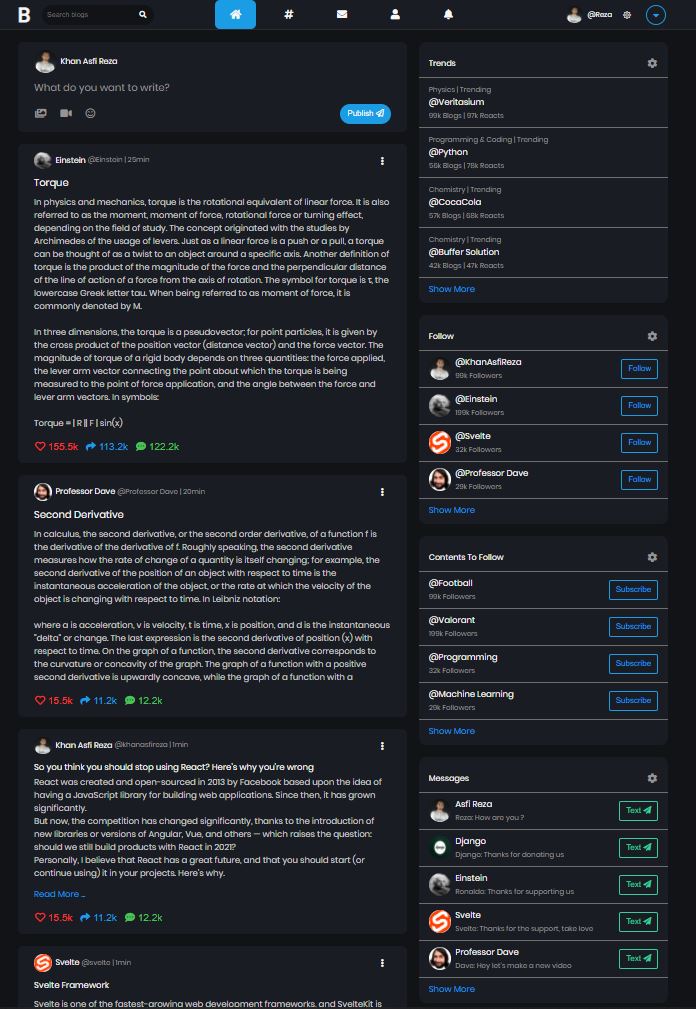 B
Search blogs
#
@Reza
Khan Asfi Reza
What do you want to write?
Publish
Einstein @Einstein | 25min
Torque
In physics and mechanics, torque is the rotational equivalent of linear force. It is also
referred to as the moment, moment of force, rotational force or turning effect,
depending on the field of study. The concept originated with the studies by
Archimedes of the usage of levers. Just as a linear force is a push or a pull, a torque
can be thought of as a twist to an object around a specific axis. Another definition of
torque is the product of the magnitude of the force and the perpendicular distance
of the line of action of a force from the axis of rotation. The symbol for torque is τ, the
lowercase Greek letter tau. When being referred to as moment of force, it is
commonly denoted by M.
In three dimensions, the torque is a pseudovector; for point particles, it is given by
the cross product of the position vector (distance vector) and the force vector. The
magnitude of torque of a rigid body depends on three quantities: the force applied,
the lever arm vector connecting the point about which the torque is being
measured to the point of force application, and the angle between the force and
lever arm vectors. In symbols:
Torque = | R || F | sin(x)
155.5k 113.2k 122.2k
Professor Dave @Professor Dave | 20min
Second Derivative
In calculus, the second derivative, or the second order derivative, of a function f is
the derivative of the derivative of f. Roughly speaking, the second derivative
measures how the rate of change of a quantity is itself changing; for example, the
second derivative of the position of an object with respect to time is the
instantaneous acceleration of the object, or the rate at which the velocity of the
object is changing with respect to time. In Leibniz notation:
where a is acceleration, v is velocity, t is time, x is position, and d is the instantaneous
"delta" or change. The last expression is the second derivative of position (x) with
respect to time. On the graph of a function, the second derivative corresponds to
the curvature or concavity of the graph. The graph of a function with a positive
second derivative is upwardly concave, while the graph of a function with a
15.5k 11.2k 12.2k
Khan Asfi Reza @khanasfireza | 1min
So you think you should stop using React? Here's why you're wrong
React was created and open-sourced in 2013 by Facebook based upon the idea of
having a JavaScript library for building web applications. Since then, it has grown
significantly.
But now, the competition has changed significantly, thanks to the introduction of
new libraries or versions of Angular, Vue, and others — which raises the question:
should we still build products with React in 2021?
Personally, I believe that React has a great future, and that you should start (or
continue using) it in your projects. Here's why.
Read More ...
15.5k 11.2k 12.2k
Svelte @svelte | 1min
Svelte Framework
Svelte is one of the fastest-growing web development frameworks, and SvelteKit is
Trends
Physics | Trending
@Veritasium
99k Blogs | 97k Reacts
Programming & Coding | Trending
@Python
56k Blogs | 78k Reacts
Chemistry | Trending
@CocaCola
57k Blogs | 68k Reacts
Chemistry | Trending
@Buffer Solution
42k Blogs | 47k Reacts
Show More
Follow
@KhanAsfiReza
99k Followers
Follow
@Einstein
199k Followers
Follow
@Svelte
32k Followers
Follow
@Professor Dave
29k Followers
Follow
Show More
Contents To Follow
@Football
99k Followers
Subscribe
@Valorant
199k Followers
Subscribe
@Programming
32k Followers
Subscribe
@Machine Learning
29k Followers
Subscribe
Show More
Messages
Asfi Reza
Reza: How are you ?
Text
Django
Django: Thanks for donating us
Text
Einstein
Ronaldo: Thanks for supporting us
Text
Svelte
Svelte: Thanks for the support, take love
Text
Professor Dave
Dave: Hey let's make a new video
Text
Show More